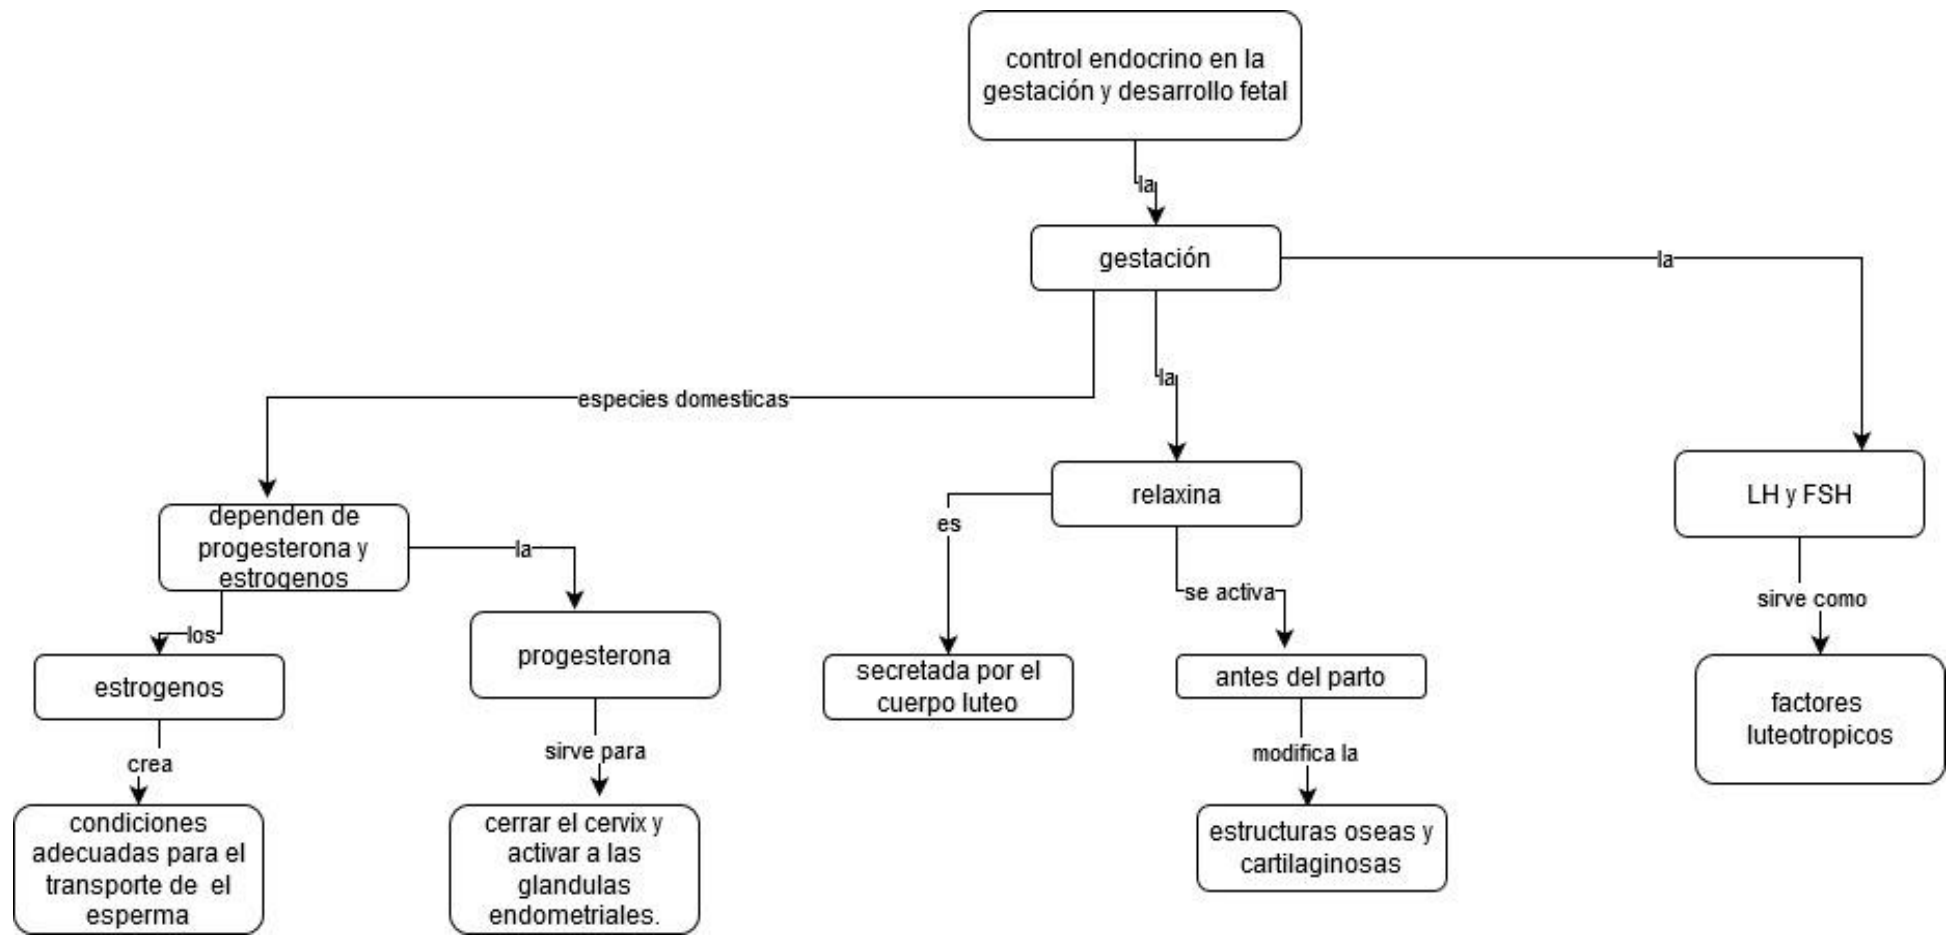 control endocrino en la
gestación y desarrollo fetal
la
gestación
la
especies domesticas
la
dependen de
progesterona y
estrogenos
la
los
estrogenos
crea
condiciones
adecuadas para el
transporte de el
esperma
progesterona
sirve para
cerrar el cervix y
activar a las
glandulas
endometriales.
relaxina
es
secretada por el
cuerpo luteo
se activa
antes del parto
modifica la
estructuras oseas y
cartilaginosas
LH y FSH
sirve como
factores
luteotropicos